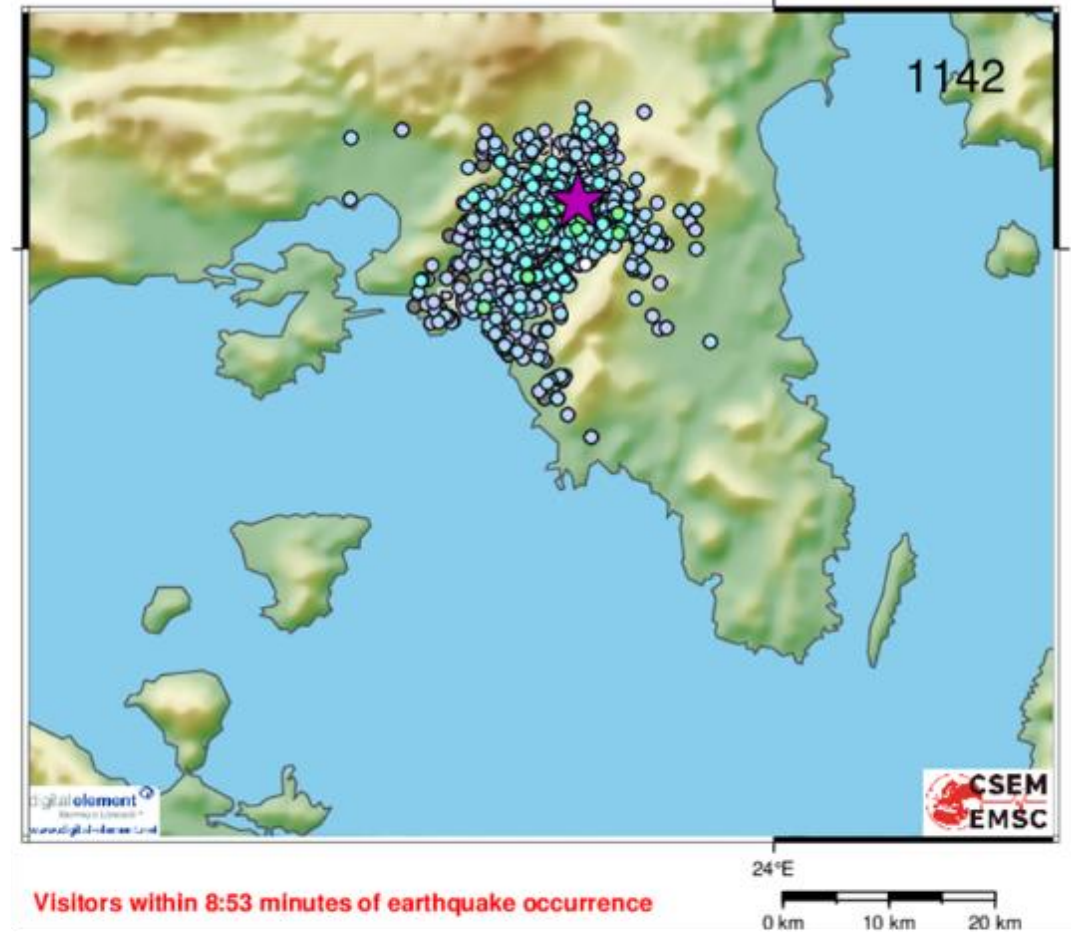 1142
digital element
CSEM
EMSC
24°E
Visitors within 8:53 minutes of earthquake occurrence
0 km 10 km 20 km